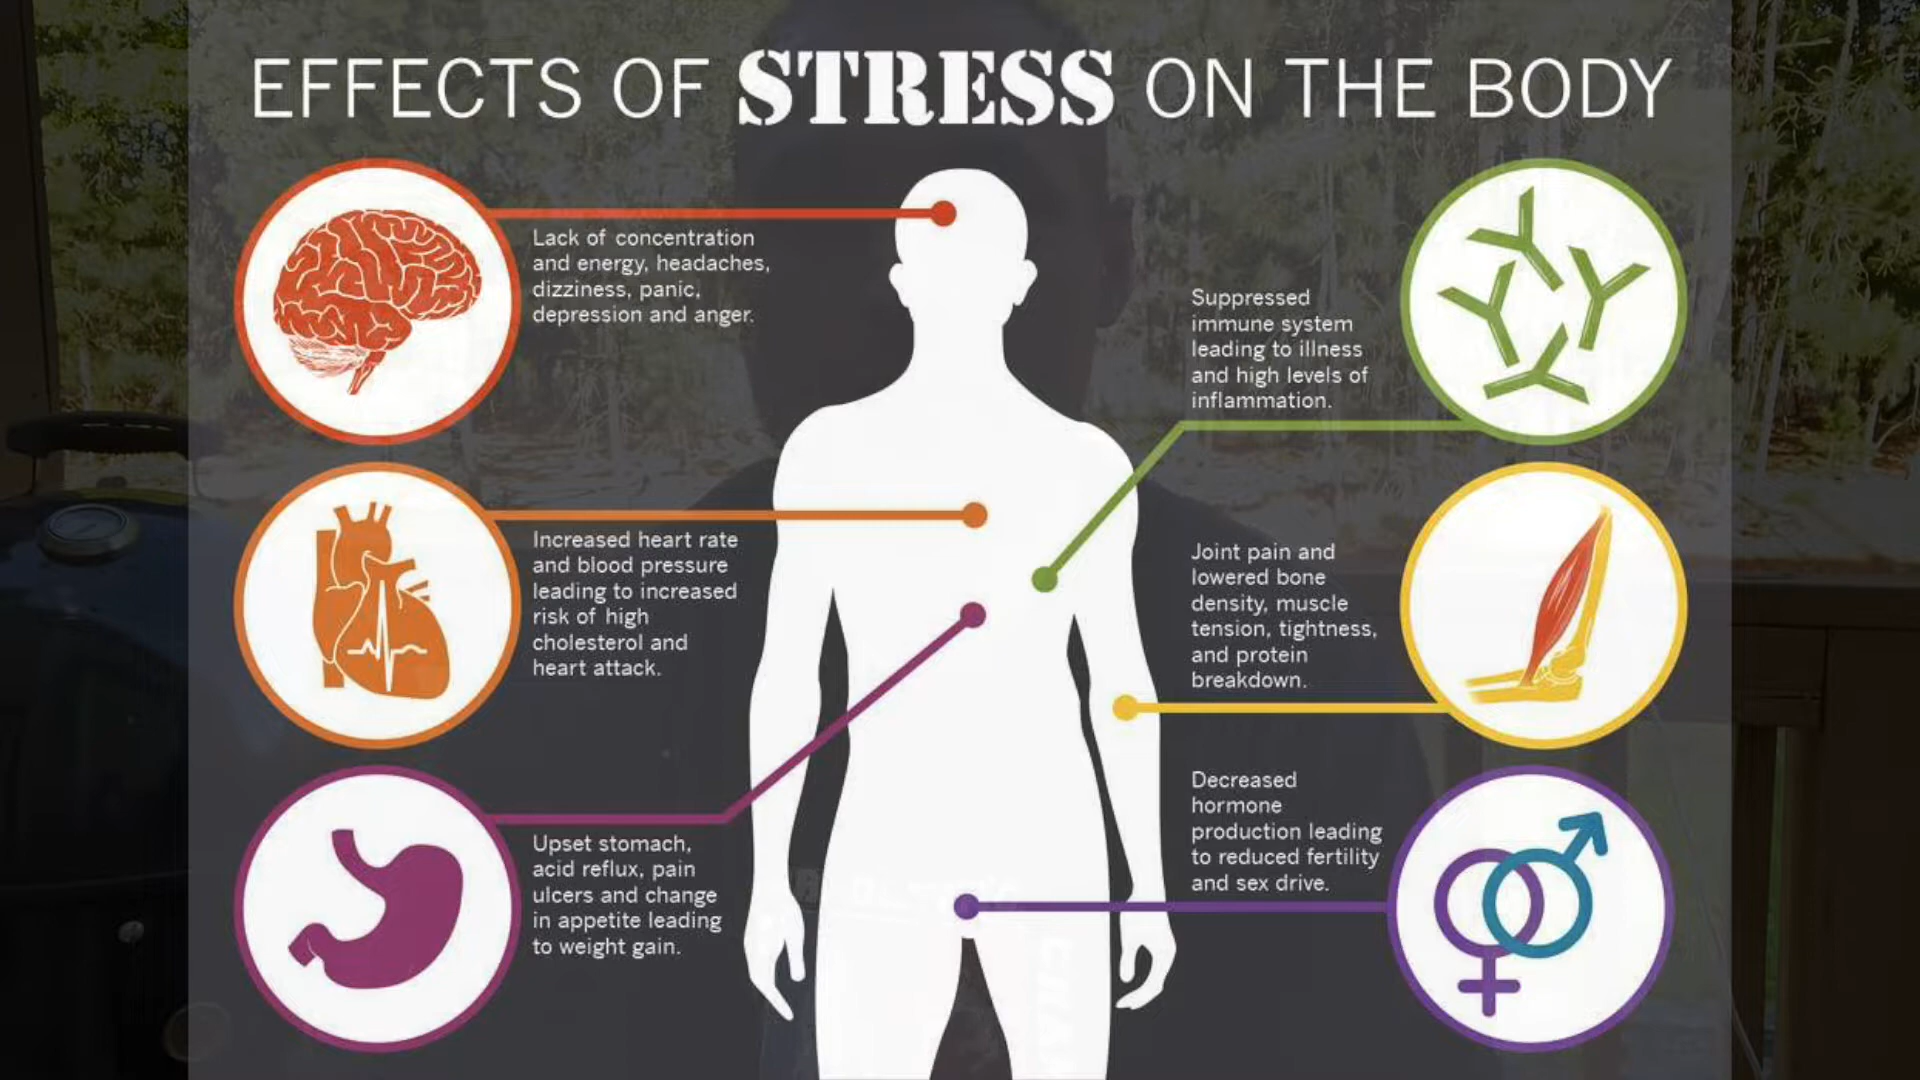 EFFECTS OF STRESS ON THE BODY
Lack of concentration
and energy, headaches,
dizziness, panic,
depression and anger.
Increased heart rate
and blood pressure
leading to increased
risk of high
cholesterol and
heart attack.
Upset stomach,
acid reflux, pain
ulcers and change
in appetite leading
to weight gain.
Suppressed
immune system
leading to illness
and high levels of
inflammation.
Joint pain and
lowered bone
density, muscle
tension, tightness,
and protein
breakdown.
Decreased
hormone
production leading
to reduced fertility
and sex drive.